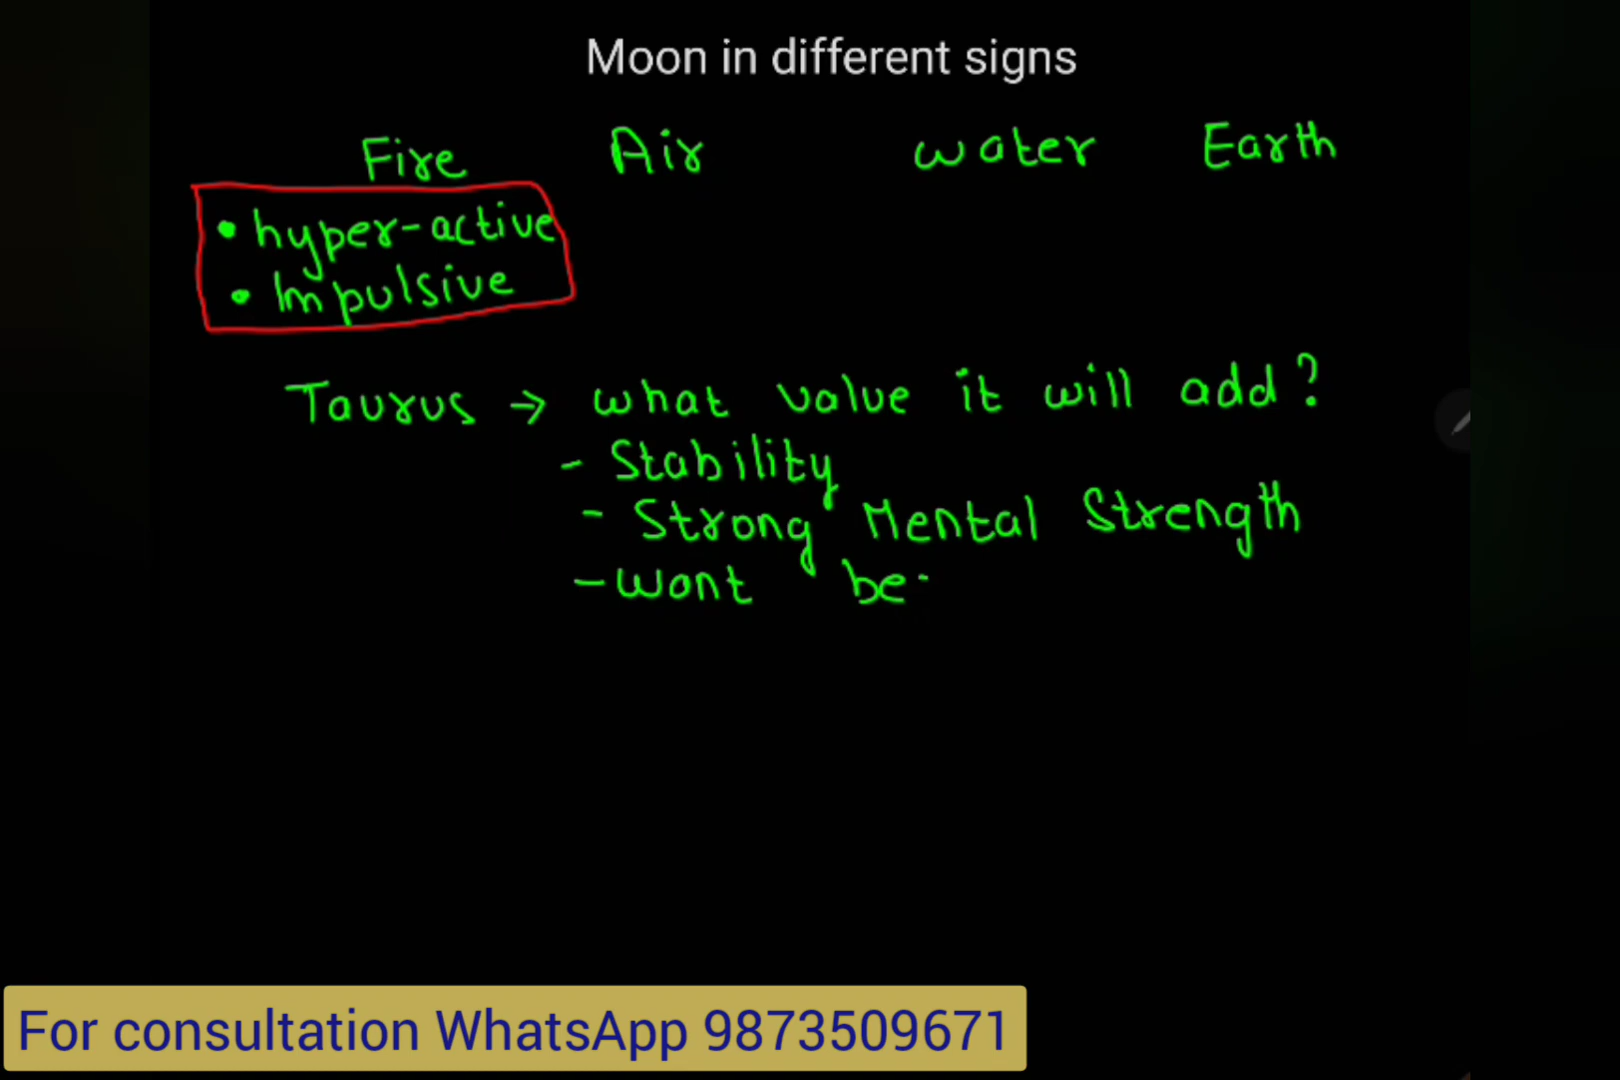 Moon in different signs
Fire Air water Earth
• hyper-active
• Impulsive
Taurus → what value it will add?
- Stability
- Strong Mental Strength
- Wont be
For consultation WhatsApp 9873509671